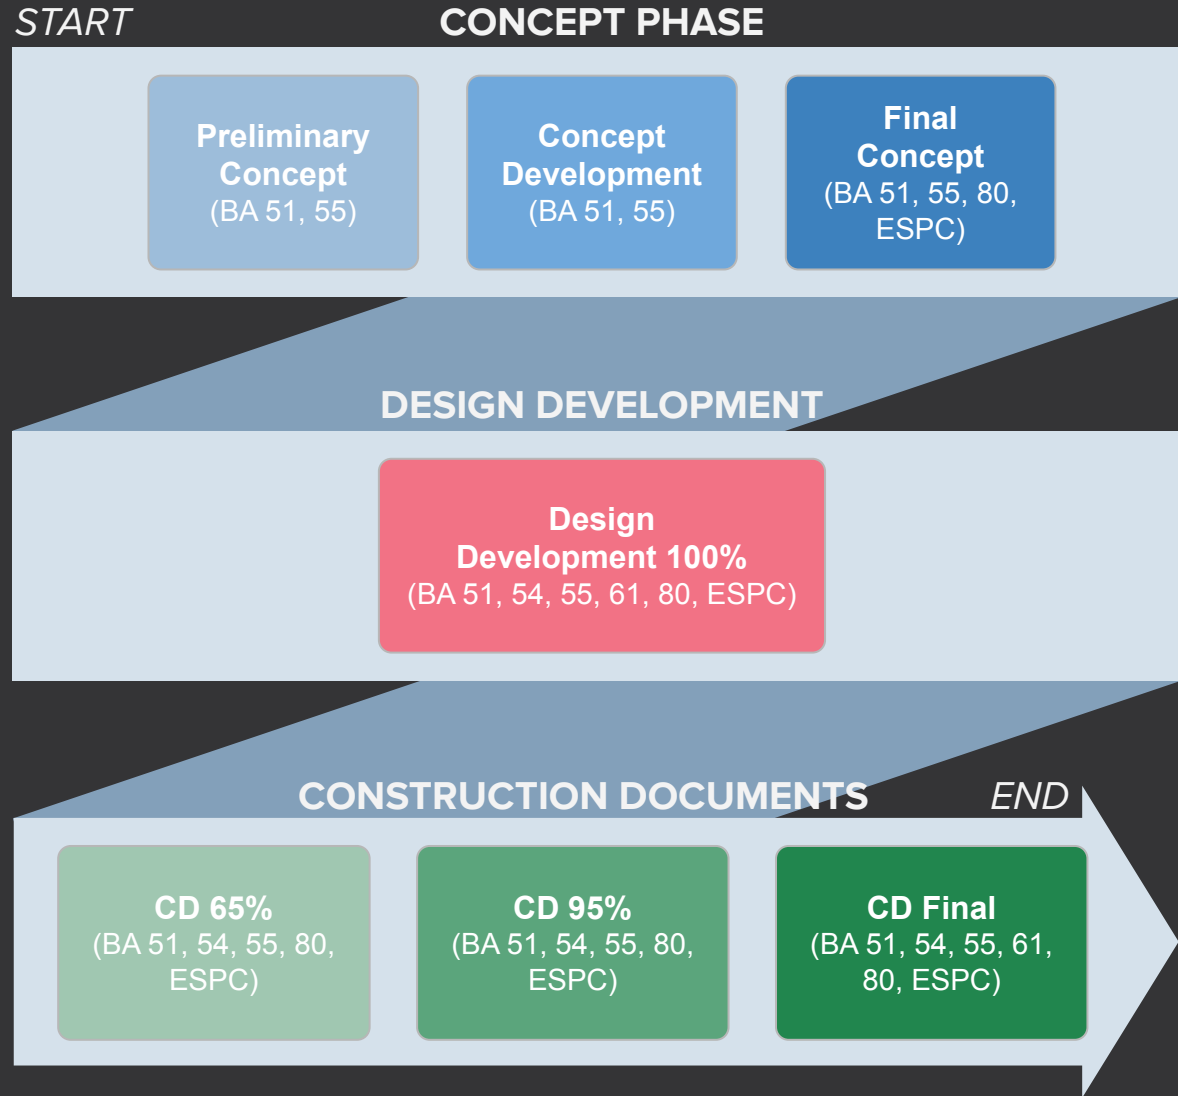 START
CONCEPT PHASE
Preliminary
Concept
(BA 51, 55)
Concept
Development
(BA 51, 55)
Final
Concept
(BA 51, 55, 80,
ESPC)
DESIGN DEVELOPMENT
Design
Development 100%
(BA 51, 54, 55, 61, 80, ESPC)
CONSTRUCTION DOCUMENTS
END
CD 65%
(BA 51, 54, 55, 80,
ESPC)
CD 95%
(BA 51, 54, 55, 80,
ESPC)
CD Final
(BA 51, 54, 55, 61,
80, ESPC)